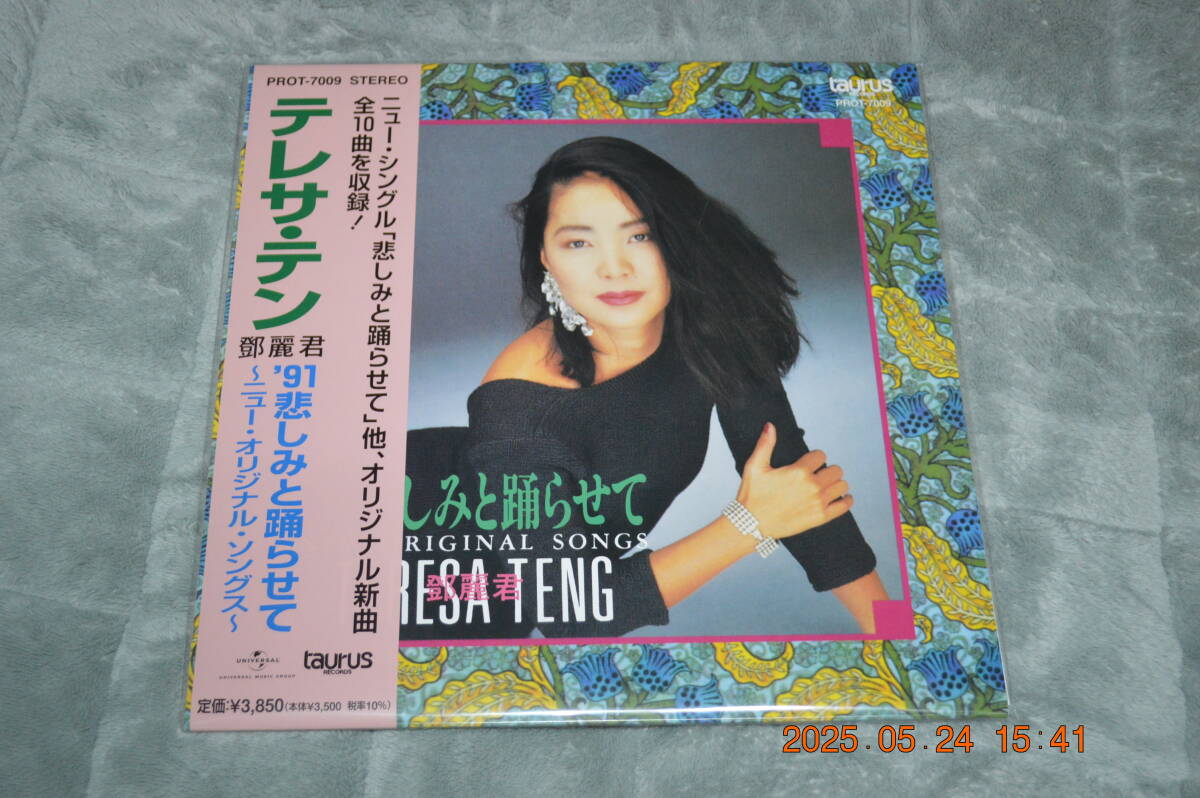 PROT-7009 STEREO
ニュー・シングル「悲しみと踊らせて」他、オリジナル新曲
全10曲を収録！
テレサ・テン
鄧麗君
'91悲しみと踊らせて
～ニュー・オリジナル・ソングス～
UNIVERSAL
UNIVERSAL MUSIC GROUP
taurus
RECORDS
定価:¥3,850(本体¥3,500 税率10%)
taurus
PROT-7009
しみと踊らせて
RIGINAL SONGS
RESA TENG
鄧麗君
2025.05.24 15:41